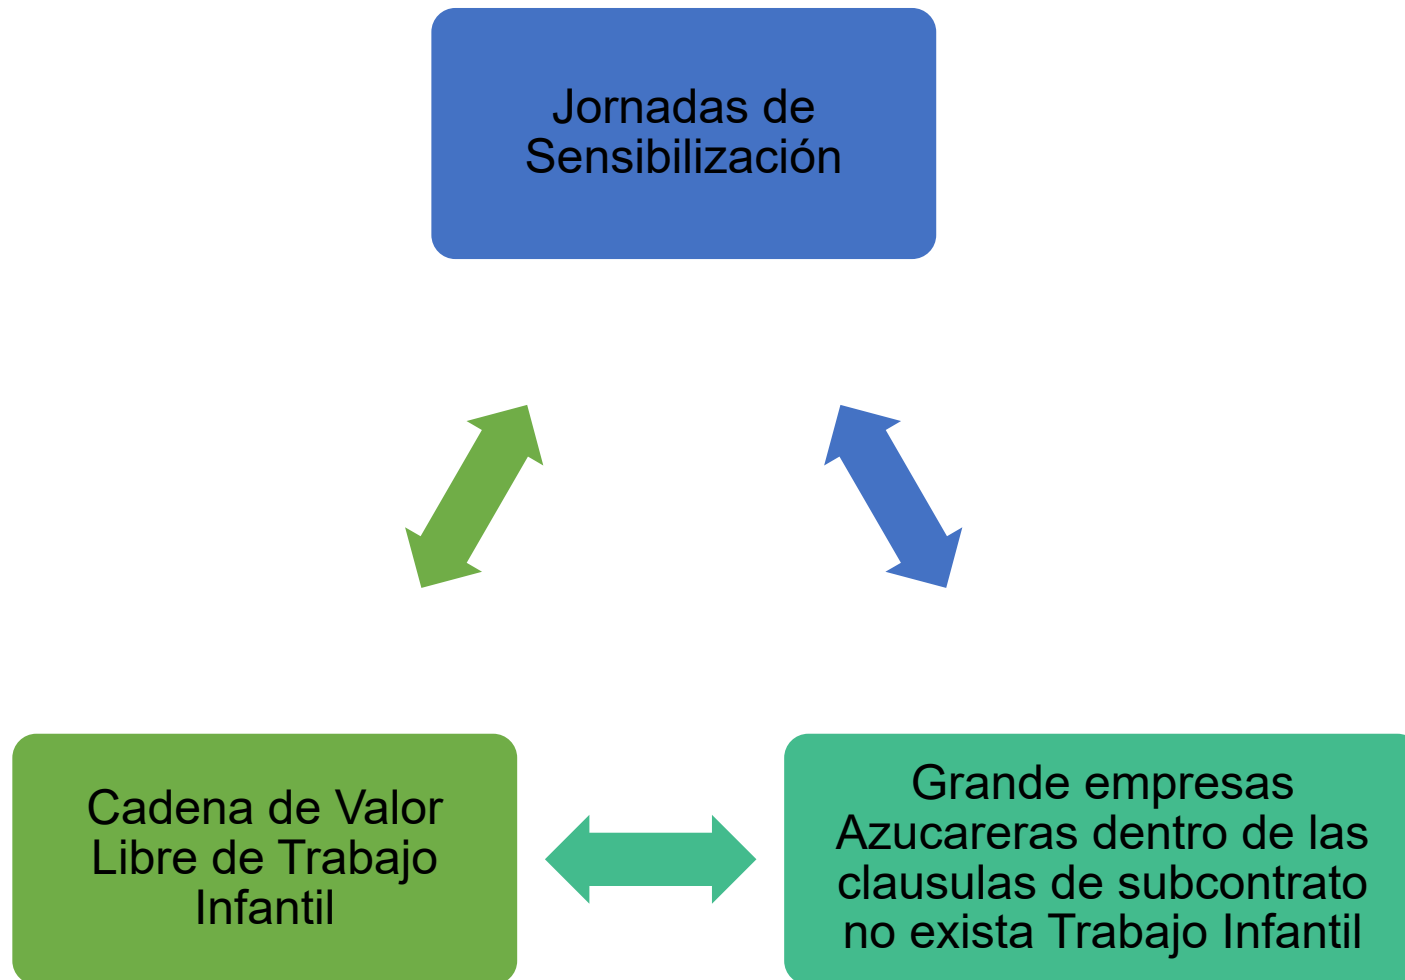 Jornadas de
Sensibilización
Cadena de Valor
Libre de Trabajo
Infantil
Grande empresas
Azucareras dentro de las
clausulas de subcontrato
no exista Trabajo Infantil